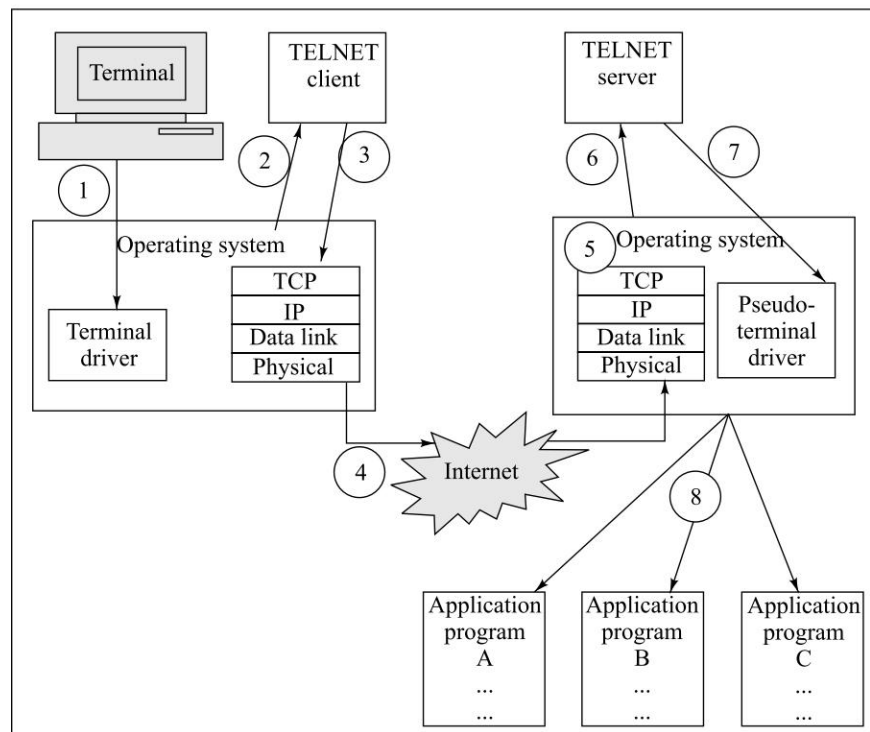 Terminal
TELNET
client
TELNET
server
1
2
3
6
7
Operating system
TCP
IP
Data link
Physical
Terminal
driver
5
Operating system
TCP
IP
Data link
Physical
Pseudo-
terminal
driver
4
Internet
8
Application
program
A
...
...
Application
program
B
...
...
Application
program
C
...
...